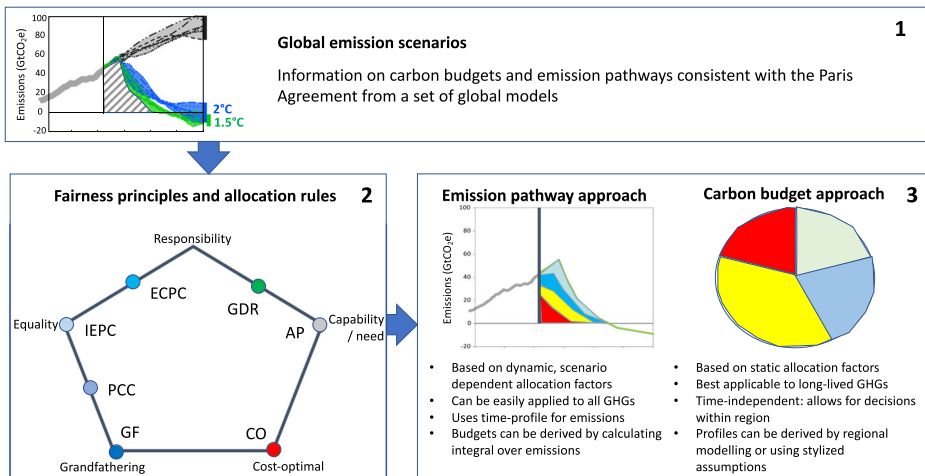 1
Global emission scenarios
Information on carbon budgets and emission pathways consistent with the Paris
Agreement from a set of global models
Emissions (GtCO2e)
100
80
60
40
20
0
-20
2°C
1.5°C
Fairness principles and allocation rules
2
Responsibility
ECPC
GDR
Equality
IEPC
AP
Capability
/ need
PCC
GF
CO
Grandfathering
Cost-optimal
3
Emission pathway approach
Emissions (GtCO2e)
100
80
60
40
20
0
-20
• Based on dynamic, scenario
dependent allocation factors
• Can be easily applied to all GHGs
• Uses time-profile for emissions
• Budgets can be derived by calculating
integral over emissions
Carbon budget approach
• Based on static allocation factors
• Best applicable to long-lived GHGs
• Time-independent: allows for decisions
within region
• Profiles can be derived by regional
modelling or using stylized
assumptions